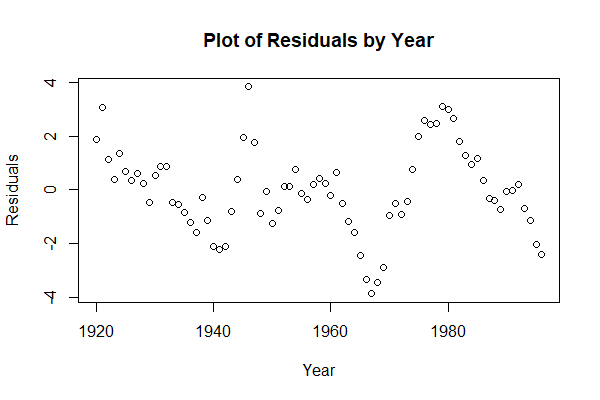 Plot of Residuals by Year
Residuals
4
2
0
-2
-4
1920 1940 1960 1980
Year